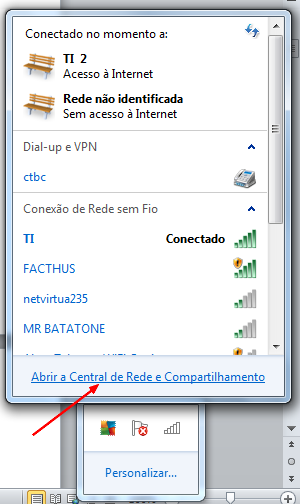 Conectado no momento a:
TI 2
Acesso à Internet
Rede não identificada
Sem acesso à Internet
Dial-up e VPN
ctbc
Conexão de Rede sem Fio
TI Conectado
FACTHUS
netvirtua235
MR BATATONE
Abrir a Central de Rede e Compartilhamento
Personalizar...